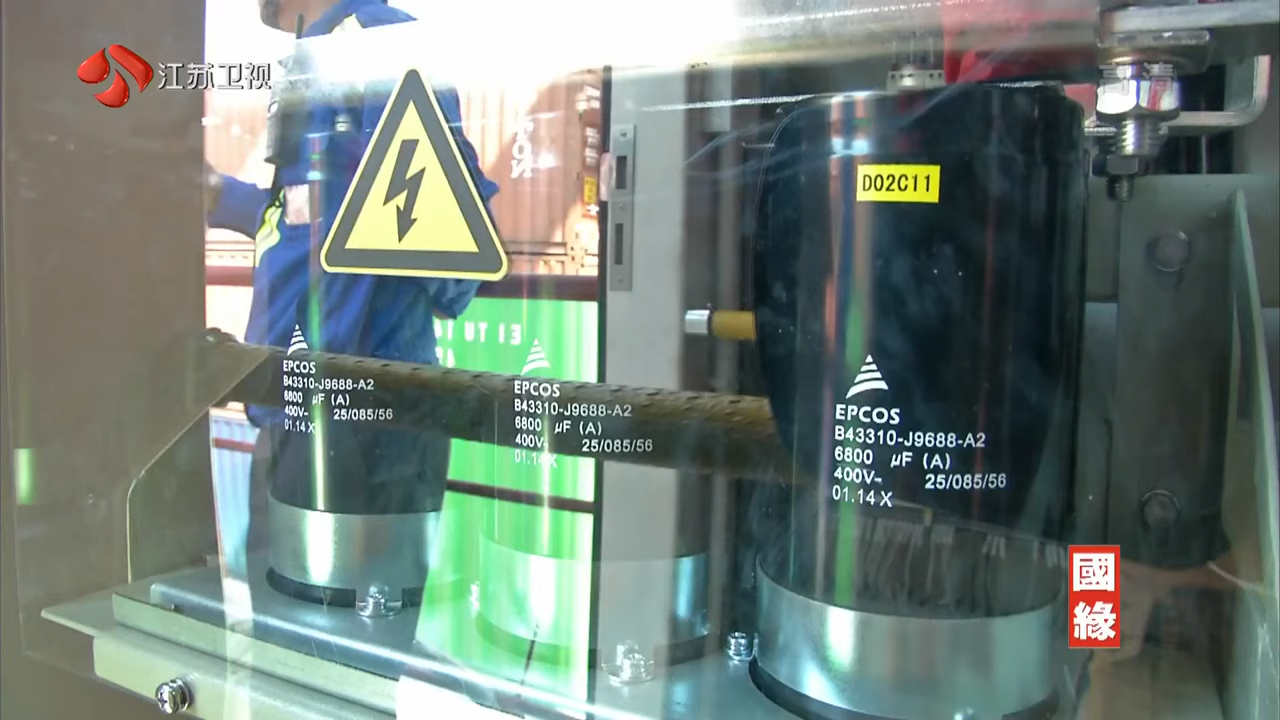 江苏卫视
高清
D02C11
EPCOS
B43310-J9688-A2
6800 µF (A)
400V- 25/085/56
01.14 X
EPCOS
B43310-J9688-A2
6800 µF (A)
400V- 25/085/56
01.14 X
EPCOS
B43310-J9688-A2
6800 µF (A)
400V- 25/085/56
01.14 X
國
緣